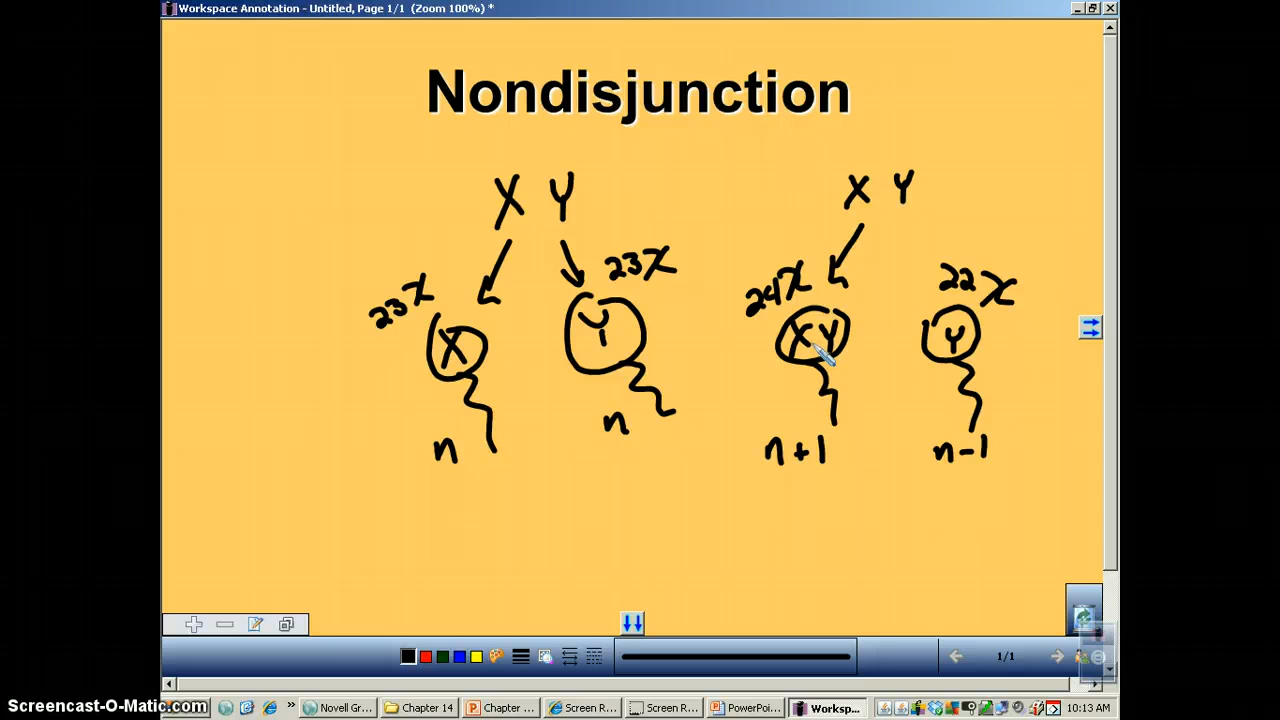 Workspace Annotation - Untitled, Page 1/1 (Zoom 100%) *
Nondisjunction
X Y X Y
23X 23X 24X 22X
X Y XY Y
n n n+1 n-1
1/1
Screencast-O-Matic.com
» Novell Gr... Chapter 14 Chapter ... Screen R... Screen R... PowerPoi... Worksp... 10:13 AM